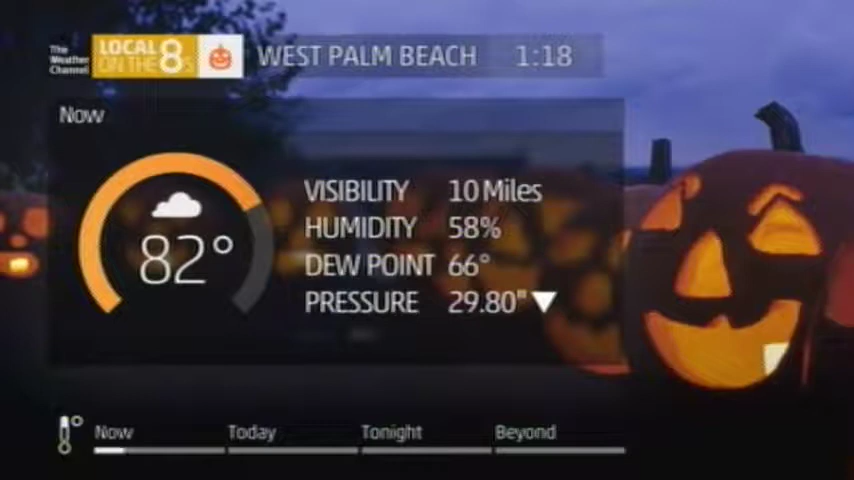 The
Weather
Channel
LOCAL
ON THE 8s
WEST PALM BEACH 1:18
Now
82°
VISIBILITY 10 Miles
HUMIDITY 58%
DEW POINT 66°
PRESSURE 29.80"
Now Today Tonight Beyond